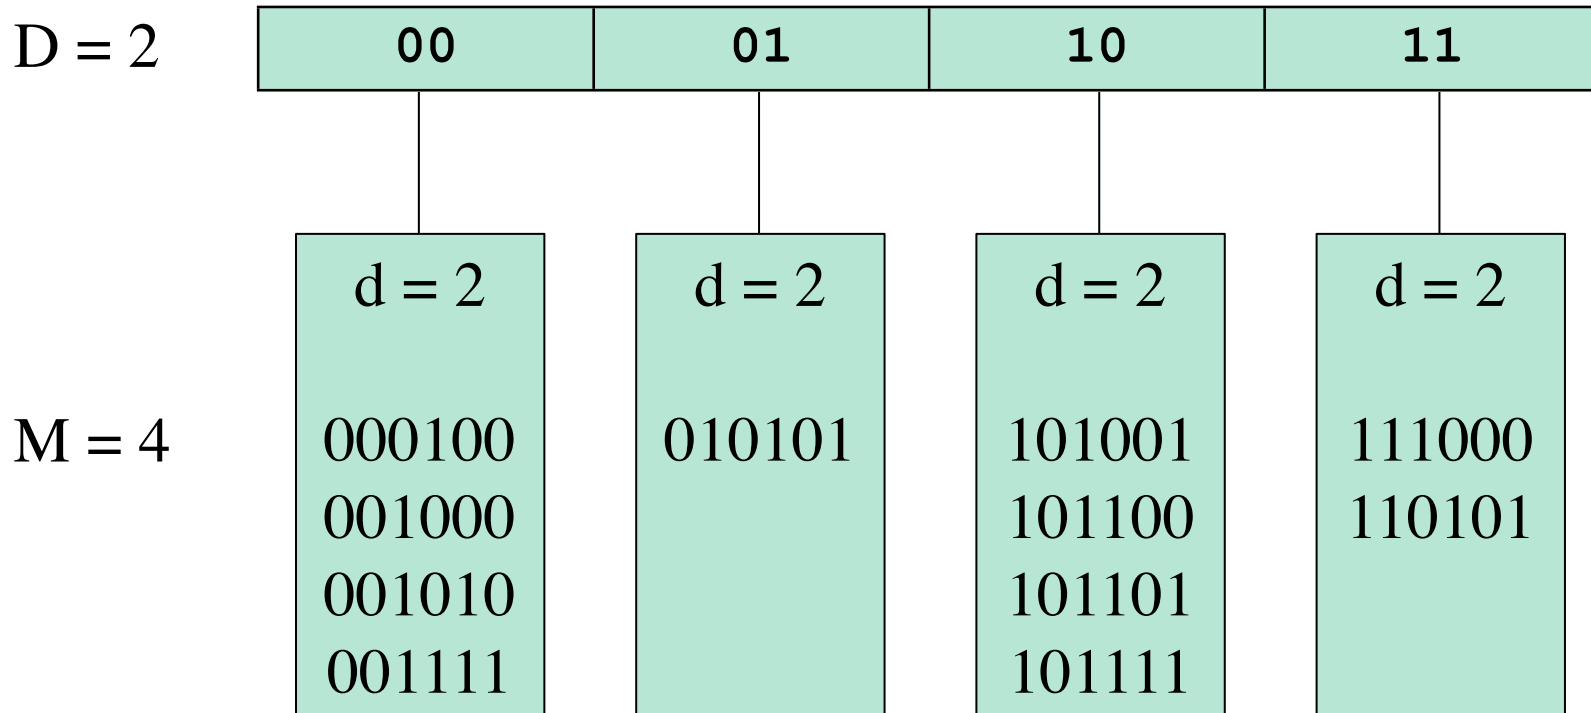 D = 2 00 01 10 11
d = 2 d = 2 d = 2 d = 2
M = 4 000100 010101 101001 111000
001000 101100 110101
001010 101101
001111 101111